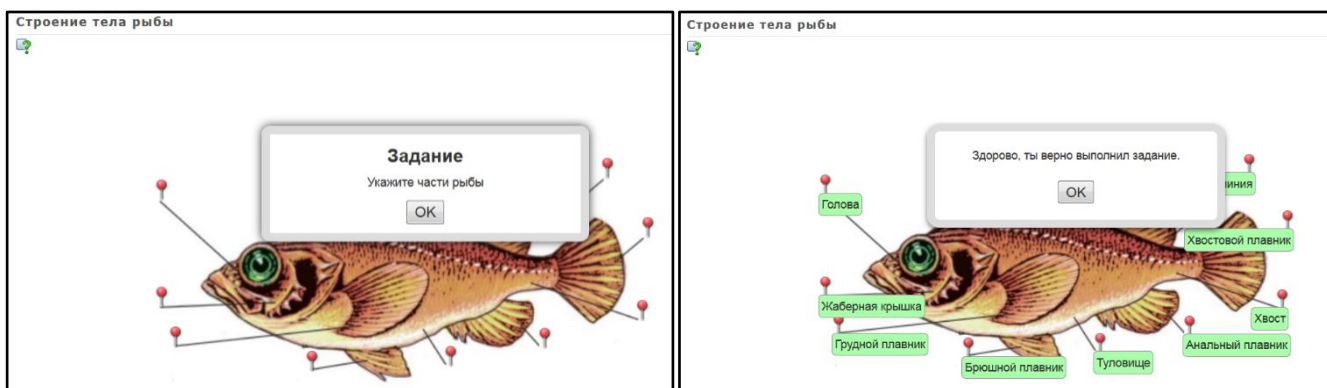 Строение тела рыбы
Задание
Укажите части рыбы
OK
Строение тела рыбы
Здорово, ты верно выполнил задание.
OK
Голова
Хвостовой плавник
Жаберная крышка
Хвост
Грудной плавник
Анальный плавник
Брюшной плавник
Туловище